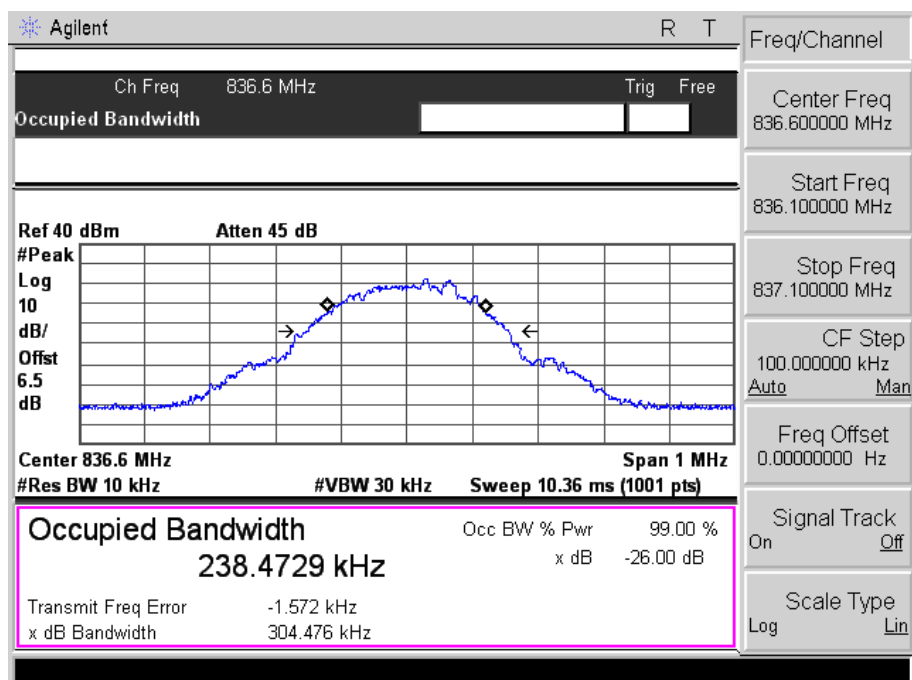 Agilent R T
Freq/Channel
Ch Freq 836.6 MHz Trig Free
Occupied Bandwidth
Center Freq
836.600000 MHz
Start Freq
836.100000 MHz
Stop Freq
837.100000 MHz
CF Step
100.000000 kHz
Auto Man
Freq Offset
0.00000000 Hz
Signal Track
On Off
Scale Type
Log Lin
Ref 40 dBm Atten 45 dB
#Peak
Log
10
dB/
Offst
6.5
dB
Center 836.6 MHz Span 1 MHz
#Res BW 10 kHz #VBW 30 kHz Sweep 10.36 ms (1001 pts)
Occupied Bandwidth Occ BW % Pwr 99.00 %
238.4729 kHz x dB -26.00 dB
Transmit Freq Error -1.572 kHz
x dB Bandwidth 304.476 kHz